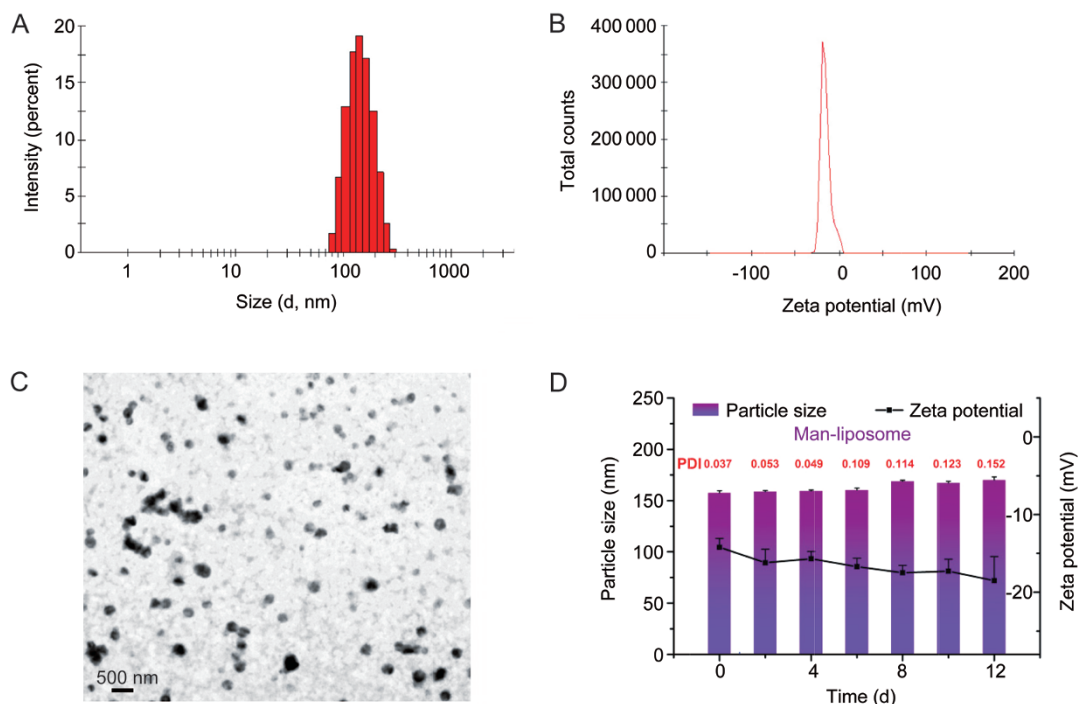 A
20
15
10
5
0
Intensity (percent)
1 10 100 1000
Size (d, nm)
B
400 000
300 000
200 000
100 000
0
Total counts
-100 0 100 200
Zeta potential (mV)
C
500 nm
D
250
200
150
100
50
0
Particle size (nm)
Particle size Zeta potential
Man-liposome
PDI 0.037 0.053 0.049 0.109 0.114 0.123 0.152
0
-10
-20
Zeta potential (mV)
0 4 8 12
Time (d)